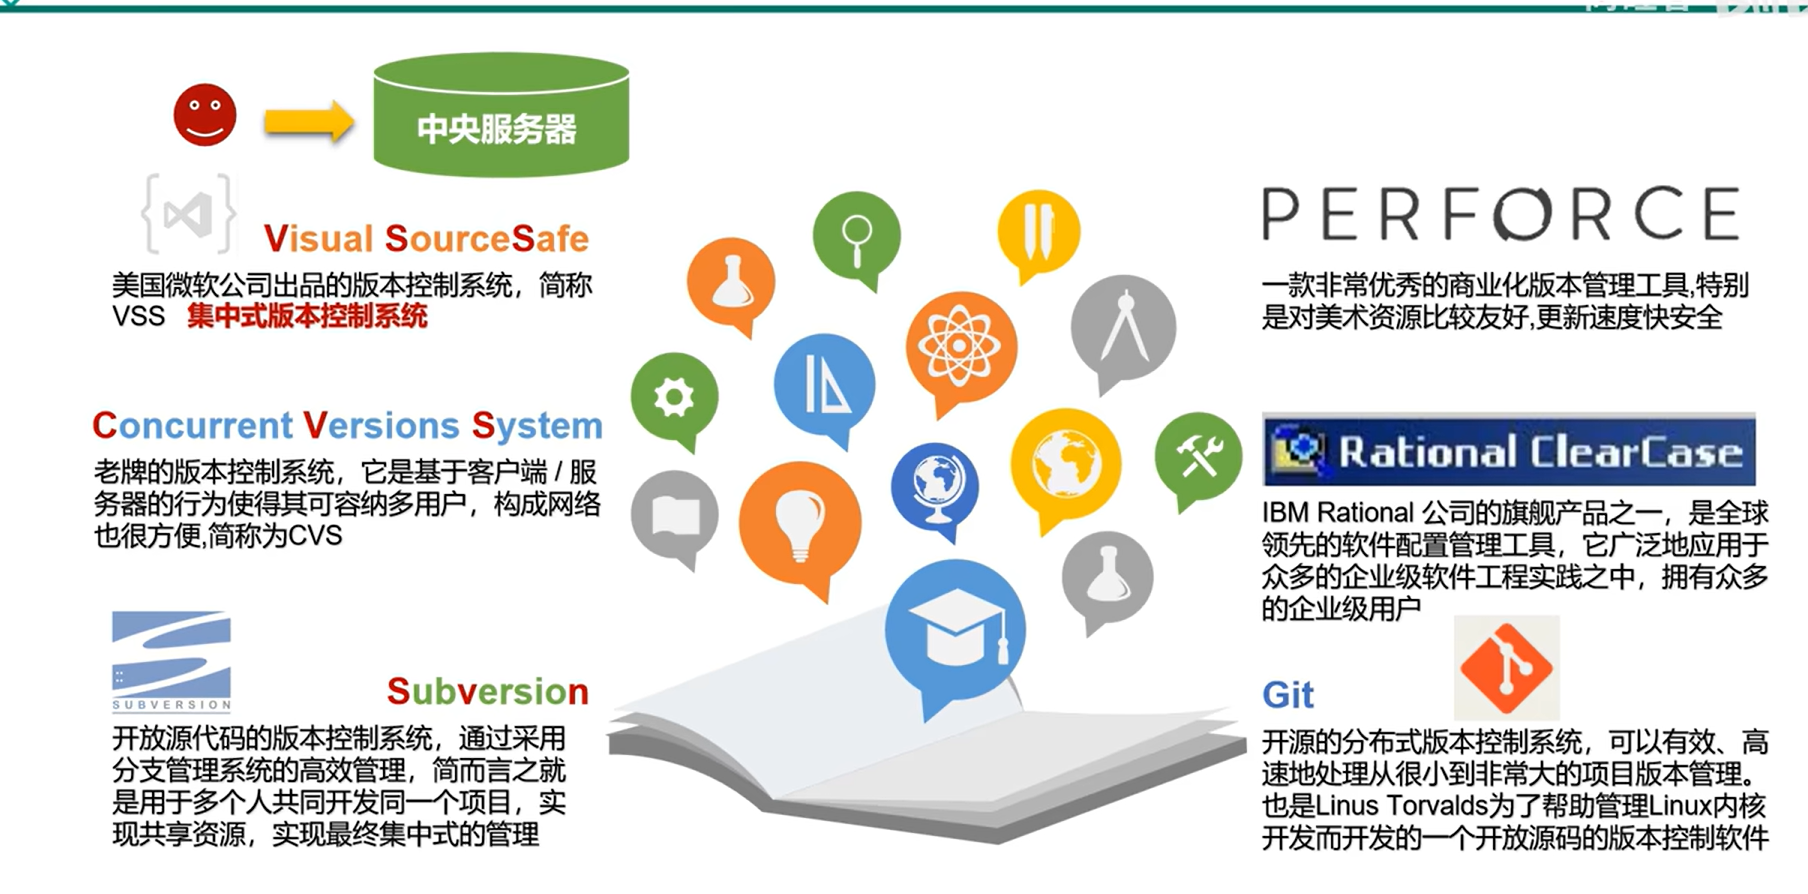 中央服务器
Visual SourceSafe
美国微软公司出品的版本控制系统，简称
VSS 集中式版本控制系统
Concurrent Versions System
老牌的版本控制系统，它是基于客户端 / 服
务器的行为使得其可容纳多用户，构成网络
也很方便,简称为CVS
SUBVERSION
Subversion
开放源代码的版本控制系统，通过采用
分支管理系统的高效管理，简而言之就
是用于多个人共同开发同一个项目，实
现共享资源，实现最终集中式的管理
PERFORCE
一款非常优秀的商业化版本管理工具,特别
是对美术资源比较友好,更新速度快安全
Rational ClearCase
IBM Rational 公司的旗舰产品之一，是全球
领先的软件配置管理工具，它广泛地应用于
众多的企业级软件工程实践之中，拥有众多
的企业级用户
Git
开源的分布式版本控制系统，可以有效、高
速地处理从很小到非常大的项目版本管理。
也是Linus Torvalds为了帮助管理Linux内核
开发而开发的一个开放源码的版本控制软件